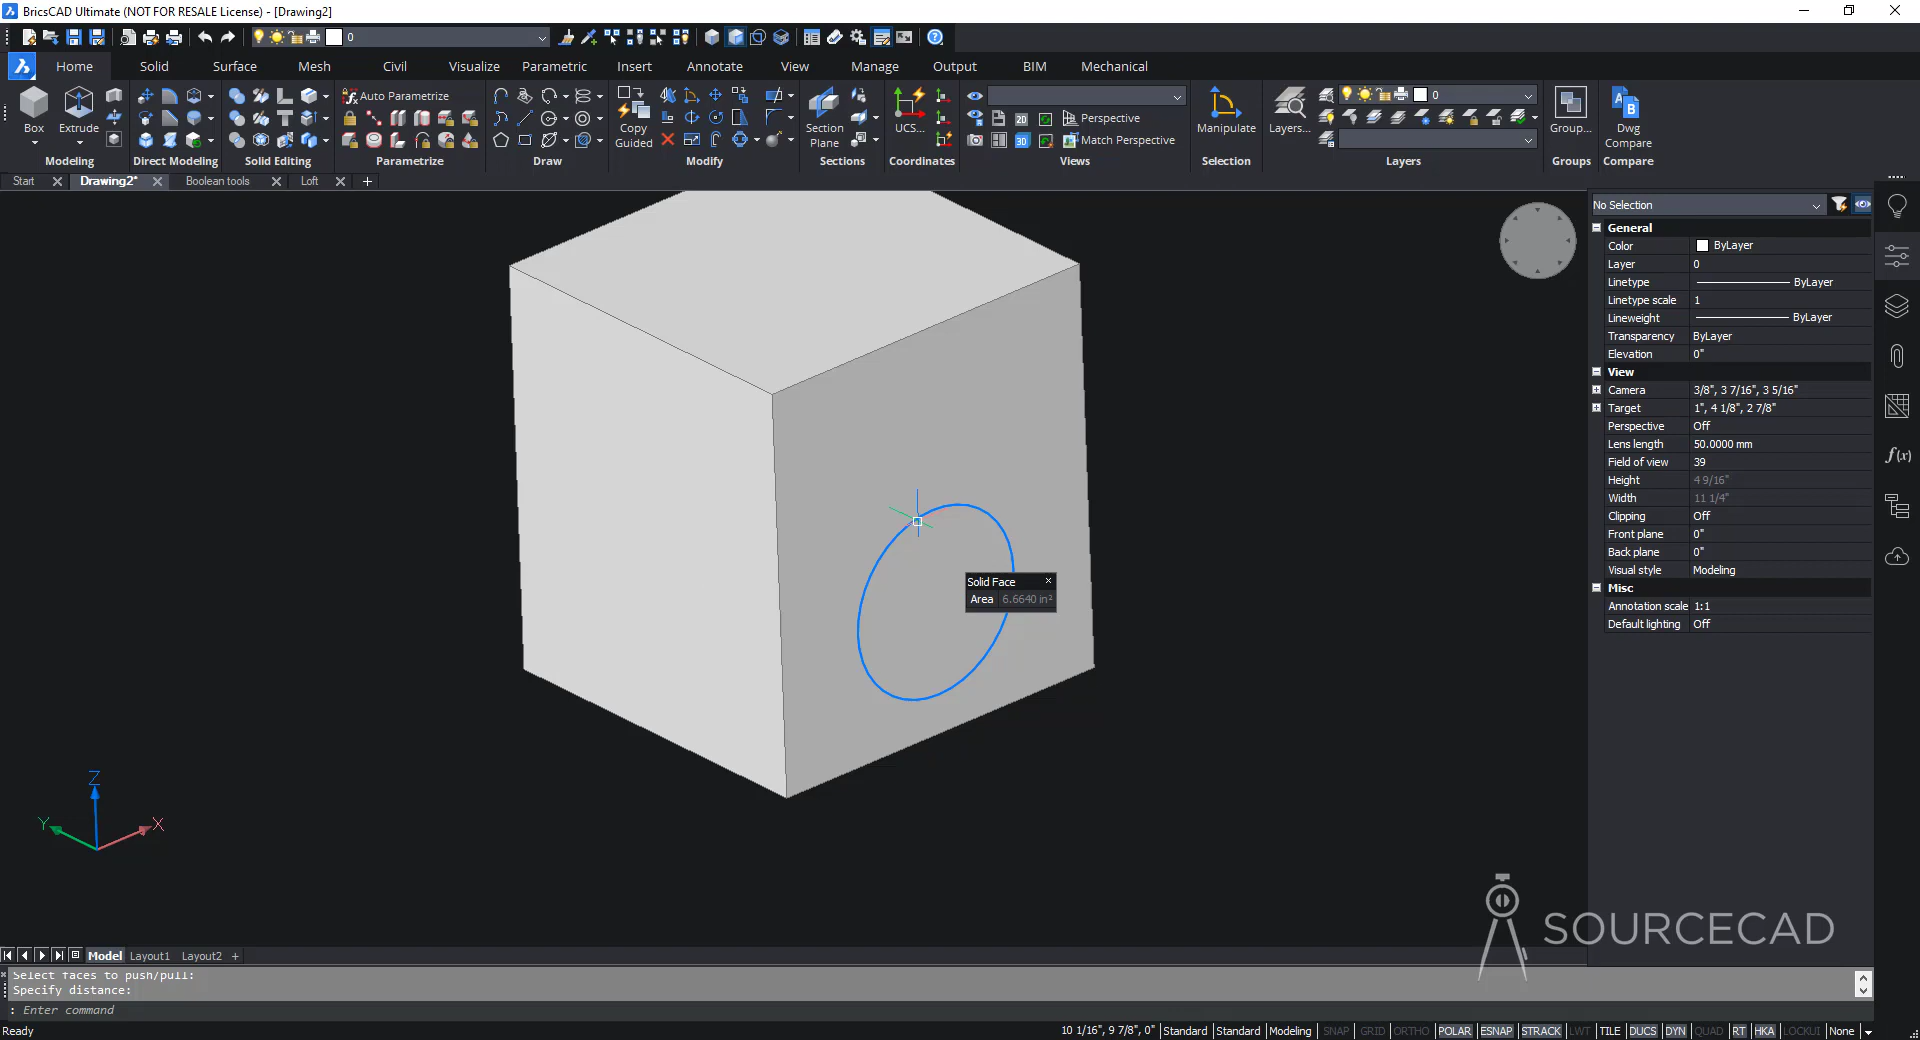 BricsCAD Ultimate (NOT FOR RESALE License) - [Drawing2]
0
Home Solid Surface Mesh Civil Visualize Parametric Insert Annotate View Manage Output BIM Mechanical
Box
Extrude
Modeling
Direct Modeling
Solid Editing
Auto Parametrize
Parametrize
Draw
Copy
Guided
Modify
Section
Plane
Sections
UCS...
Coordinates
2D
3D
Perspective
Match Perspective
Views
Manipulate
Selection
Layers...
0
Layers
Group...
Groups
Dwg
Compare
Compare
Start Drawing2* Boolean tools Loft +
No Selection
General
Color ByLayer
Layer 0
Linetype ByLayer
Linetype scale 1
Lineweight ByLayer
Transparency ByLayer
Elevation 0"
View
Camera 3/8", 3 7/16", 3 5/16"
Target 1", 4 1/8", 2 7/8"
Perspective Off
Lens length 50.0000 mm
Field of view 39
Height 4 9/16"
Width 11 1/4"
Clipping Off
Front plane 0"
Back plane 0"
Visual style Modeling
Misc
Annotation scale 1:1
Default lighting Off
f(x)
Solid Face
Area 6.6640 in²
Z
Y
X
SOURCECAD
Model Layout1 Layout2 +
Select faces to push/pull:
Specify distance:
: Enter command
Ready
10 1/16", 9 7/8", 0" Standard Standard Modeling SNAP GRID ORTHO POLAR ESNAP STRACK LWT TILE DUCS DYN QUAD RT HKA LOCKUI None